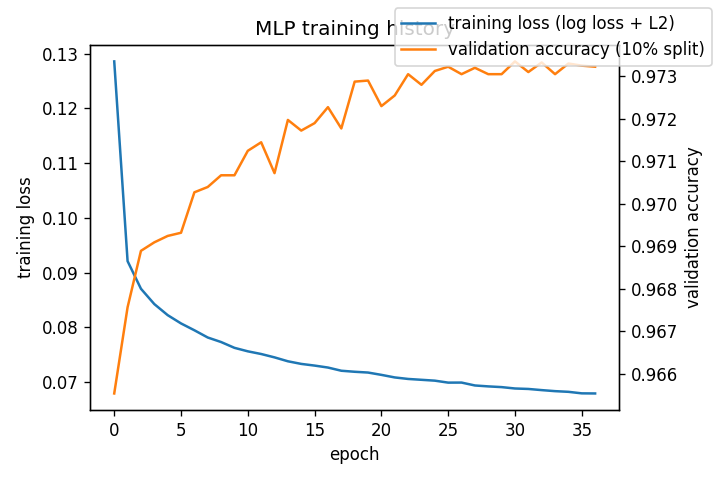 MLP training history
training loss (log loss + L2)
validation accuracy (10% split)
0.13
0.12
0.11
0.10
0.09
0.08
0.07
training loss
0.973
0.972
0.971
0.970
0.969
0.968
0.967
0.966
validation accuracy
0 5 10 15 20 25 30 35
epoch